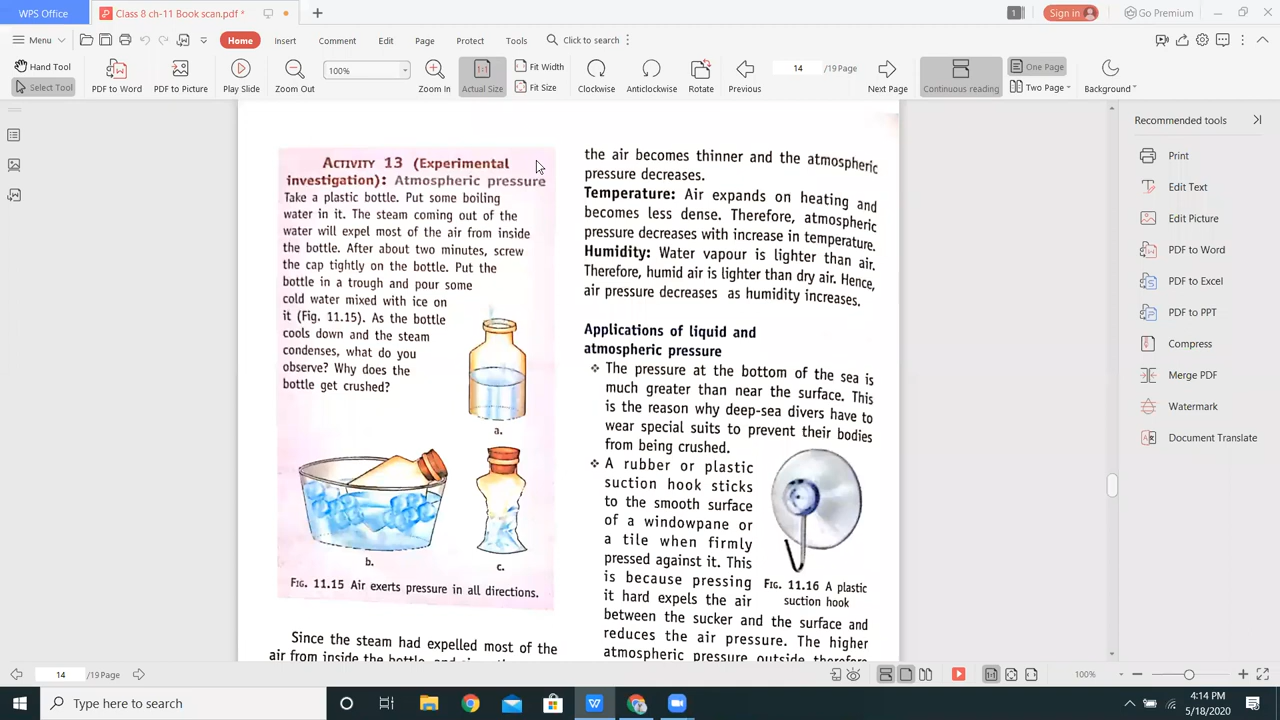 WPS Office
Class 8 ch-11 Book scan.pdf *
1
Sign in
Go Premium
Menu
Home
Insert
Comment
Edit
Page
Protect
Tools
Click to search
Hand Tool
Select Tool
PDF to Word
PDF to Picture
Play Slide
Zoom Out
100%
Zoom In
1:1
Actual Size
Fit Width
Fit Size
Clockwise
Anticlockwise
Rotate
Previous
14
/19Page
Next Page
Continuous reading
One Page
Two Page
Background
ACTIVITY 13 (Experimental
investigation): Atmospheric pressure
Take a plastic bottle. Put some boiling
water in it. The steam coming out of the
water will expel most of the air from inside
the bottle. After about two minutes, screw
the cap tightly on the bottle. Put the
bottle in a trough and pour some
cold water mixed with ice on
it (Fig. 11.15). As the bottle
cools down and the steam
condenses, what do you
observe? Why does the
bottle get crushed?
a.
b.
c.
FIG. 11.15 Air exerts pressure in all directions.
Since the steam had expelled most of the
air from inside the bottle, and
the air becomes thinner and the atmospheric
pressure decreases.
Temperature: Air expands on heating and
becomes less dense. Therefore, atmospheric
pressure decreases with increase in temperature.
Humidity: Water vapour is lighter than air.
Therefore, humid air is lighter than dry air. Hence,
air pressure decreases as humidity increases.
Applications of liquid and
atmospheric pressure
❖ The pressure at the bottom of the sea is
much greater than near the surface. This
is the reason why deep-sea divers have to
wear special suits to prevent their bodies
from being crushed.
❖ A rubber or plastic
suction hook sticks
to the smooth surface
of a windowpane or
a tile when firmly
pressed against it. This
is because pressing
it hard expels the air
between the sucker and the surface and
reduces the air pressure. The higher
atmospheric pressure outside therefore
FIG. 11.16 A plastic
suction hook
Recommended tools
Print
Edit Text
Edit Picture
PDF to Word
PDF to Excel
PDF to PPT
Compress
Merge PDF
Watermark
Document Translate
14
/19Page
100%
Type here to search
4:14 PM
5/18/2020